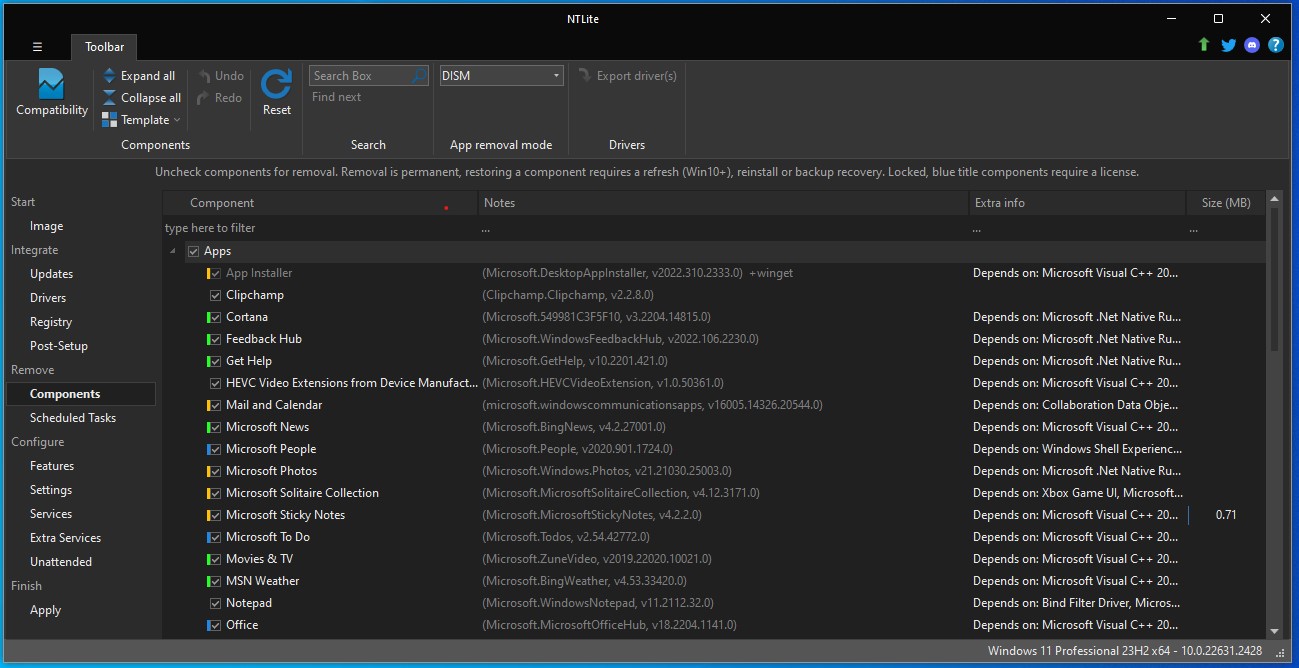 NTLite
Toolbar
Expand all
Collapse all
Template
Compatibility
Components
Undo
Redo
Reset
Search Box
Find next
Search
DISM
App removal mode
Export driver(s)
Drivers
Uncheck components for removal. Removal is permanent, restoring a component requires a refresh (Win10+), reinstall or backup recovery. Locked, blue title components require a license.
Start
Image
Integrate
Updates
Drivers
Registry
Post-Setup
Remove
Components
Scheduled Tasks
Configure
Features
Settings
Services
Extra Services
Unattended
Finish
Apply
Component Notes Extra info Size (MB)
type here to filter ... ... ...
Apps
App Installer (Microsoft.DesktopAppInstaller, v2022.310.2333.0) +winget Depends on: Microsoft Visual C++ 20...
Clipchamp (Clipchamp.Clipchamp, v2.2.8.0)
Cortana (Microsoft.549981C3F5F10, v3.2204.14815.0) Depends on: Microsoft .Net Native Ru...
Feedback Hub (Microsoft.WindowsFeedbackHub, v2022.106.2230.0) Depends on: Microsoft .Net Native Ru...
Get Help (Microsoft.GetHelp, v10.2201.421.0) Depends on: Microsoft .Net Native Ru...
HEVC Video Extensions from Device Manufact... (Microsoft.HEVCVideoExtension, v1.0.50361.0) Depends on: Microsoft Visual C++ 20...
Mail and Calendar (microsoft.windowscommunicationsapps, v16005.14326.20544.0) Depends on: Collaboration Data Obje...
Microsoft News (Microsoft.BingNews, v4.2.27001.0) Depends on: Microsoft Visual C++ 20...
Microsoft People (Microsoft.People, v2020.901.1724.0) Depends on: Windows Shell Experienc...
Microsoft Photos (Microsoft.Windows.Photos, v21.21030.25003.0) Depends on: Microsoft .Net Native Ru...
Microsoft Solitaire Collection (Microsoft.MicrosoftSolitaireCollection, v4.12.3171.0) Depends on: Xbox Game UI, Microsoft...
Microsoft Sticky Notes (Microsoft.MicrosoftStickyNotes, v4.2.2.0) Depends on: Microsoft Visual C++ 20... 0.71
Microsoft To Do (Microsoft.Todos, v2.54.42772.0) Depends on: Microsoft Visual C++ 20...
Movies & TV (Microsoft.ZuneVideo, v2019.22020.10021.0) Depends on: Microsoft Visual C++ 20...
MSN Weather (Microsoft.BingWeather, v4.53.33420.0) Depends on: Microsoft Visual C++ 20...
Notepad (Microsoft.WindowsNotepad, v11.2112.32.0) Depends on: Bind Filter Driver, Micros...
Office (Microsoft.MicrosoftOfficeHub, v18.2204.1141.0) Depends on: Microsoft Visual C++ 20...
Windows 11 Professional 23H2 x64 - 10.0.22631.2428